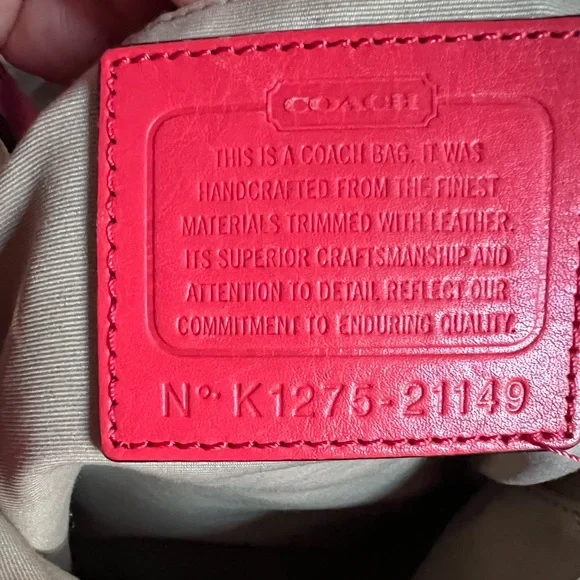 COACH
THIS IS A COACH BAG. IT WAS
HANDCRAFTED FROM THE FINEST
MATERIALS TRIMMED WITH LEATHER.
ITS SUPERIOR CRAFTSMANSHIP AND
ATTENTION TO DETAIL REFLECT OUR
COMMITMENT TO ENDURING QUALITY.
Nº. K1275-21149